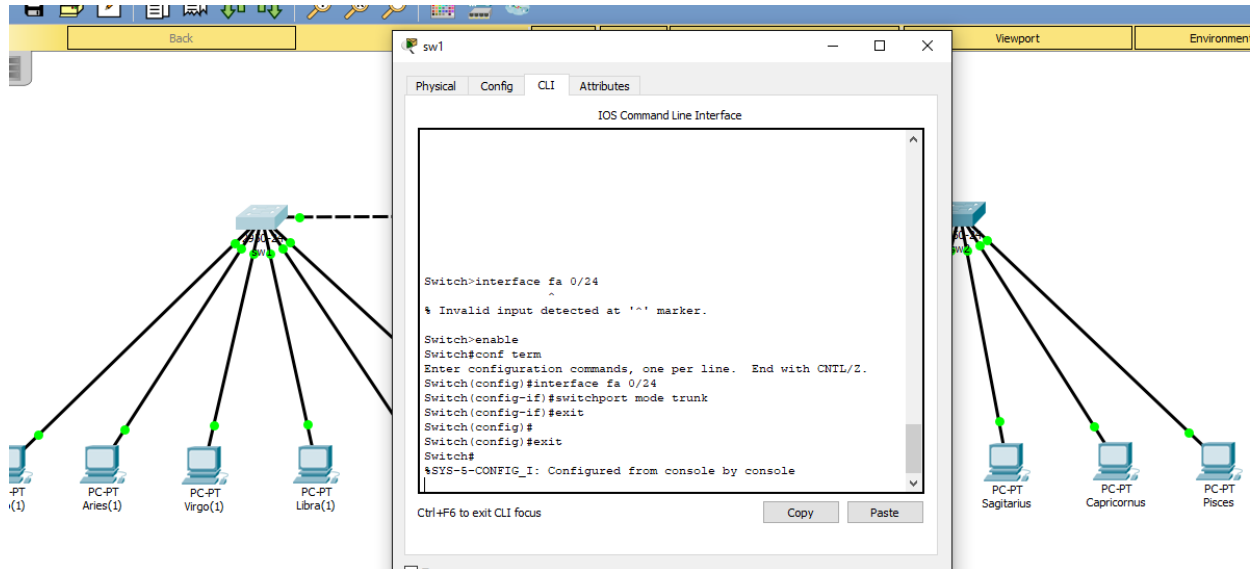 Back
Viewport
Environment
sw1
Physical Config CLI Attributes
IOS Command Line Interface
Switch>interface fa 0/24
^
% Invalid input detected at '^' marker.
Switch>enable
Switch#conf term
Enter configuration commands, one per line. End with CNTL/Z.
Switch(config)#interface fa 0/24
Switch(config-if)#switchport mode trunk
Switch(config-if)#exit
Switch(config)#
Switch(config)#exit
Switch#
%SYS-5-CONFIG_I: Configured from console by console
Ctrl+F6 to exit CLI focus
Copy
Paste
sw1
sw2
-PT
(1)
PC-PT
Aries(1)
PC-PT
Virgo(1)
PC-PT
Libra(1)
PC-PT
Sagitarius
PC-PT
Capricornus
PC-PT
Pisces